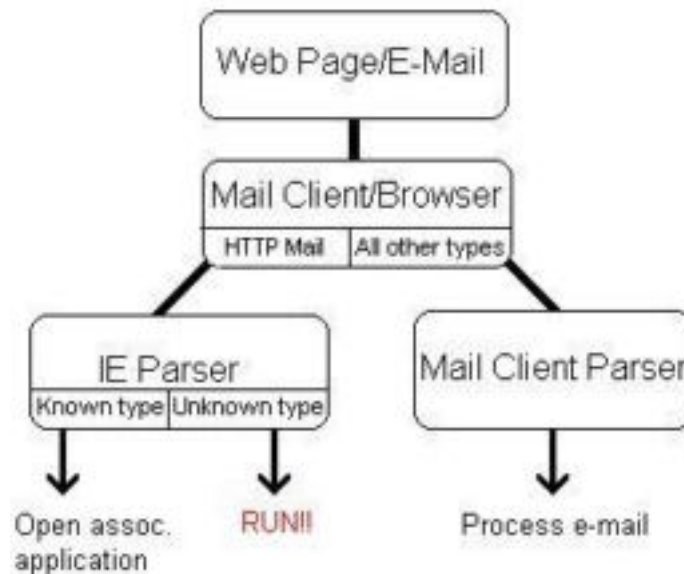 Web Page/E-Mail
Mail Client/Browser
HTTP Mail
All other types
IE Parser
Known type
Unknown type
Mail Client Parser
Open assoc.
application
RUN!!
Process e-mail